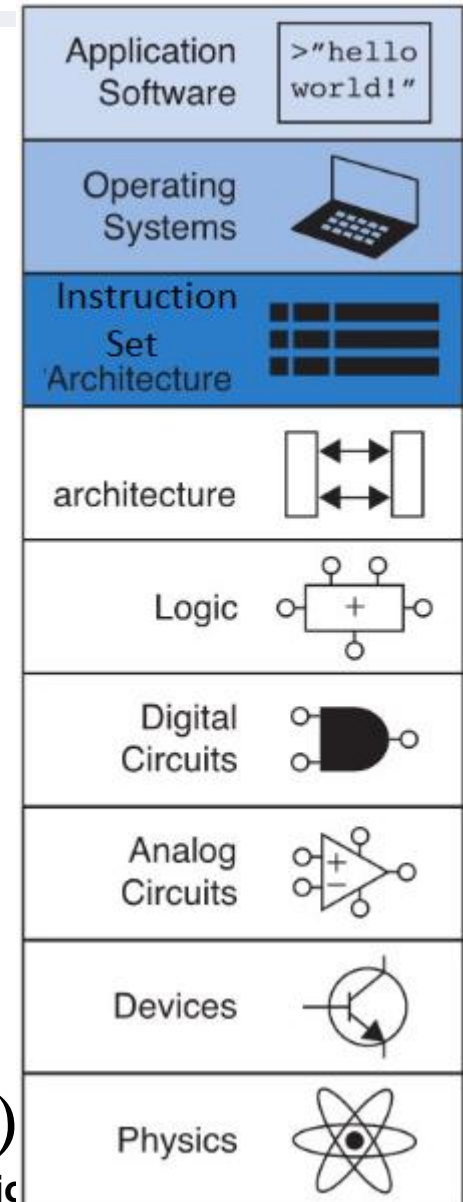 Application
Software
>"hello
world!"
Operating
Systems
Instruction
Set
'Architecture
architecture
Logic
+
Digital
Circuits
Analog
Circuits
+
−
Devices
Physics
)